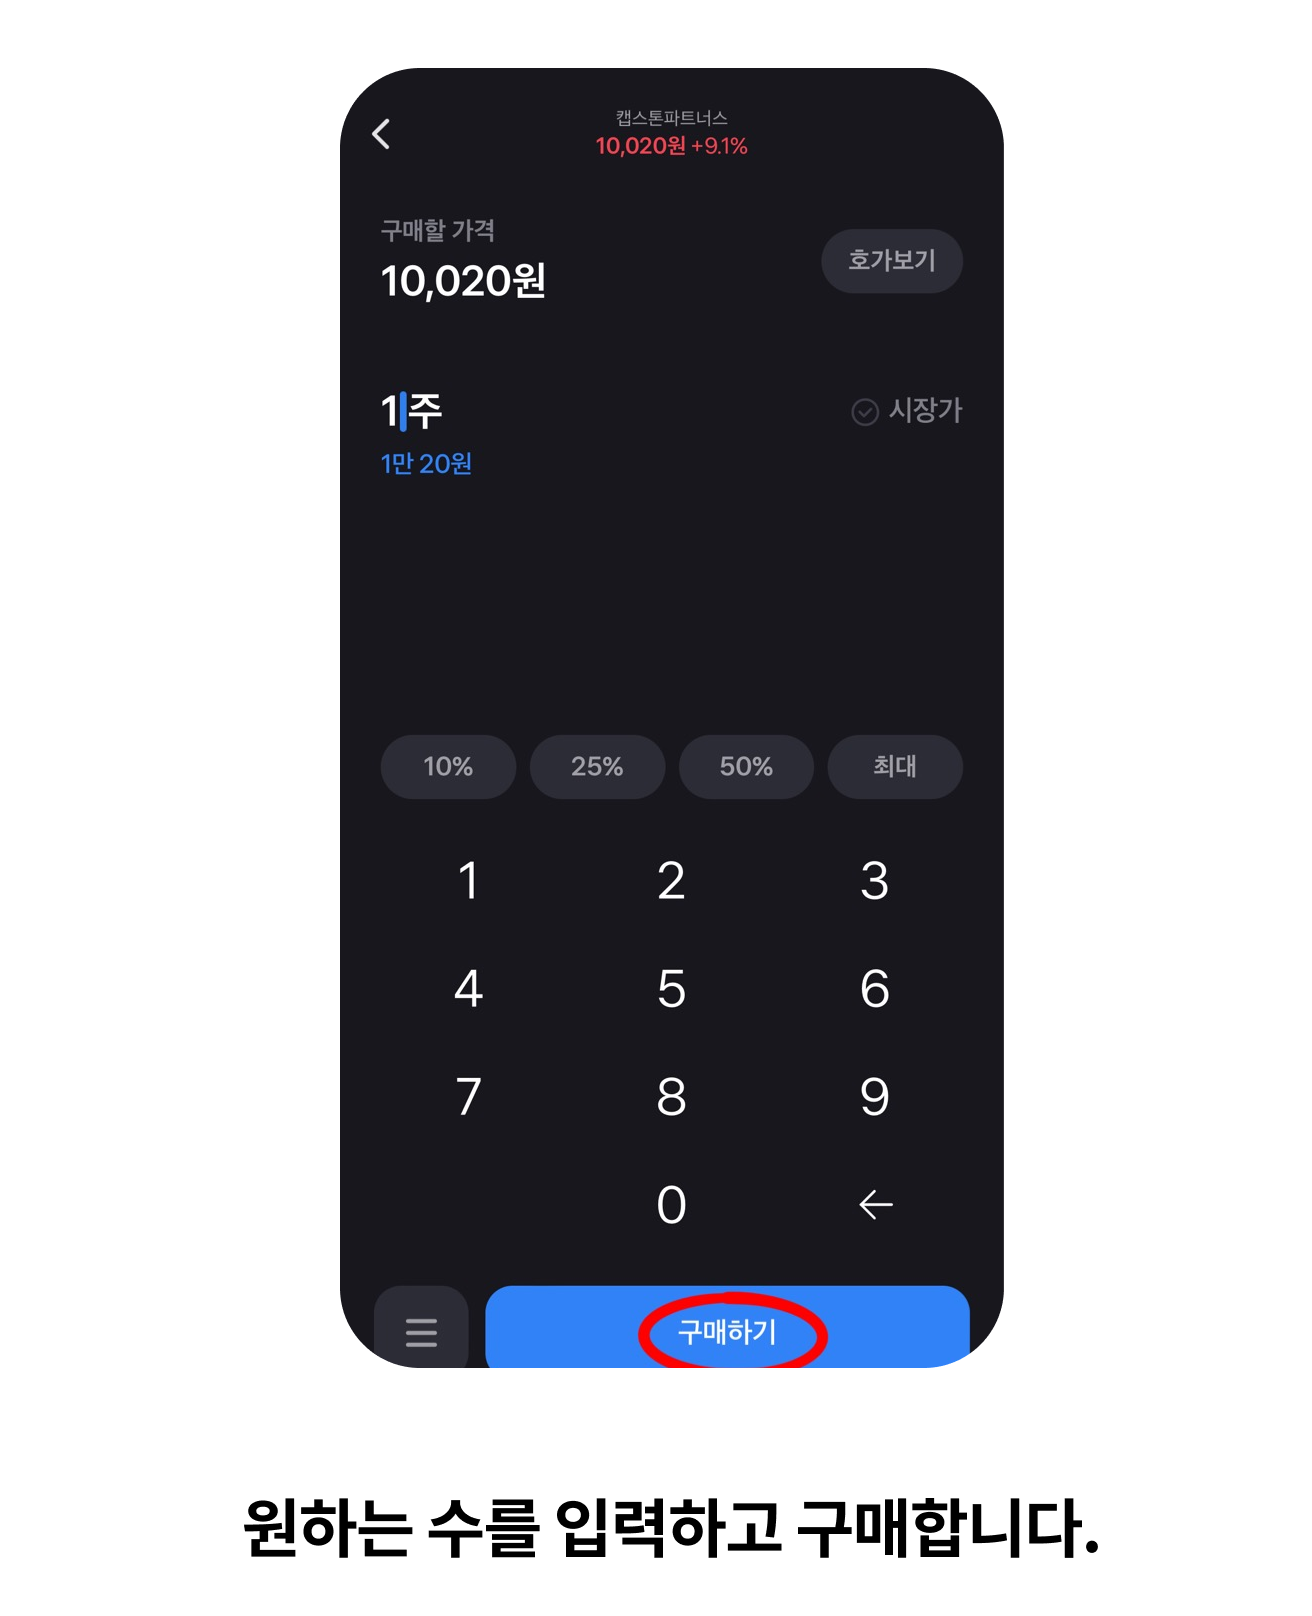 캡스톤파트너스
10,020원 +9.1%
구매할 가격
10,020원
호가보기
1주
시장가
1만 20원
10% 25% 50% 최대
1 2 3
4 5 6
7 8 9
0
구매하기
원하는 수를 입력하고 구매합니다.